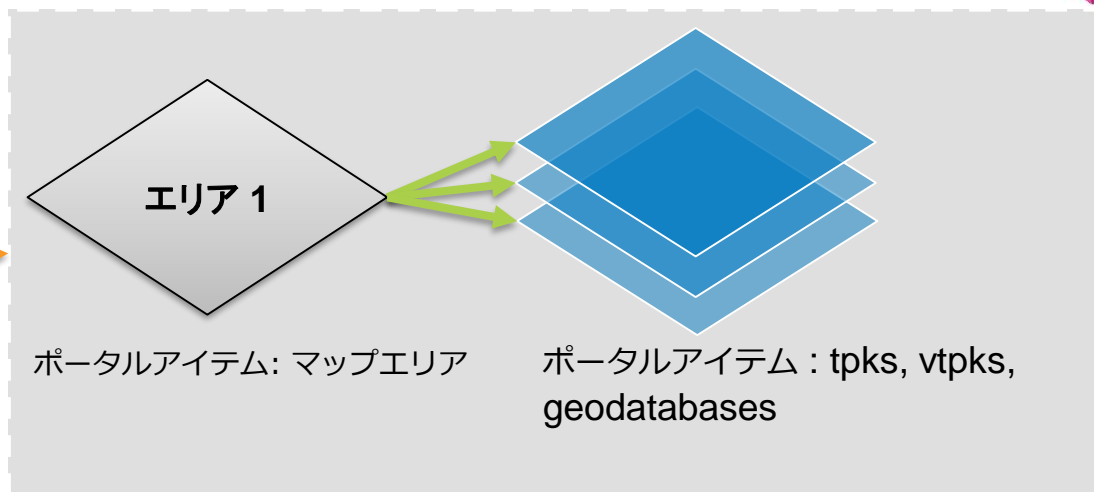 エリア 1
ポータルアイテム: マップエリア
ポータルアイテム : tpks, vtpks,
geodatabases